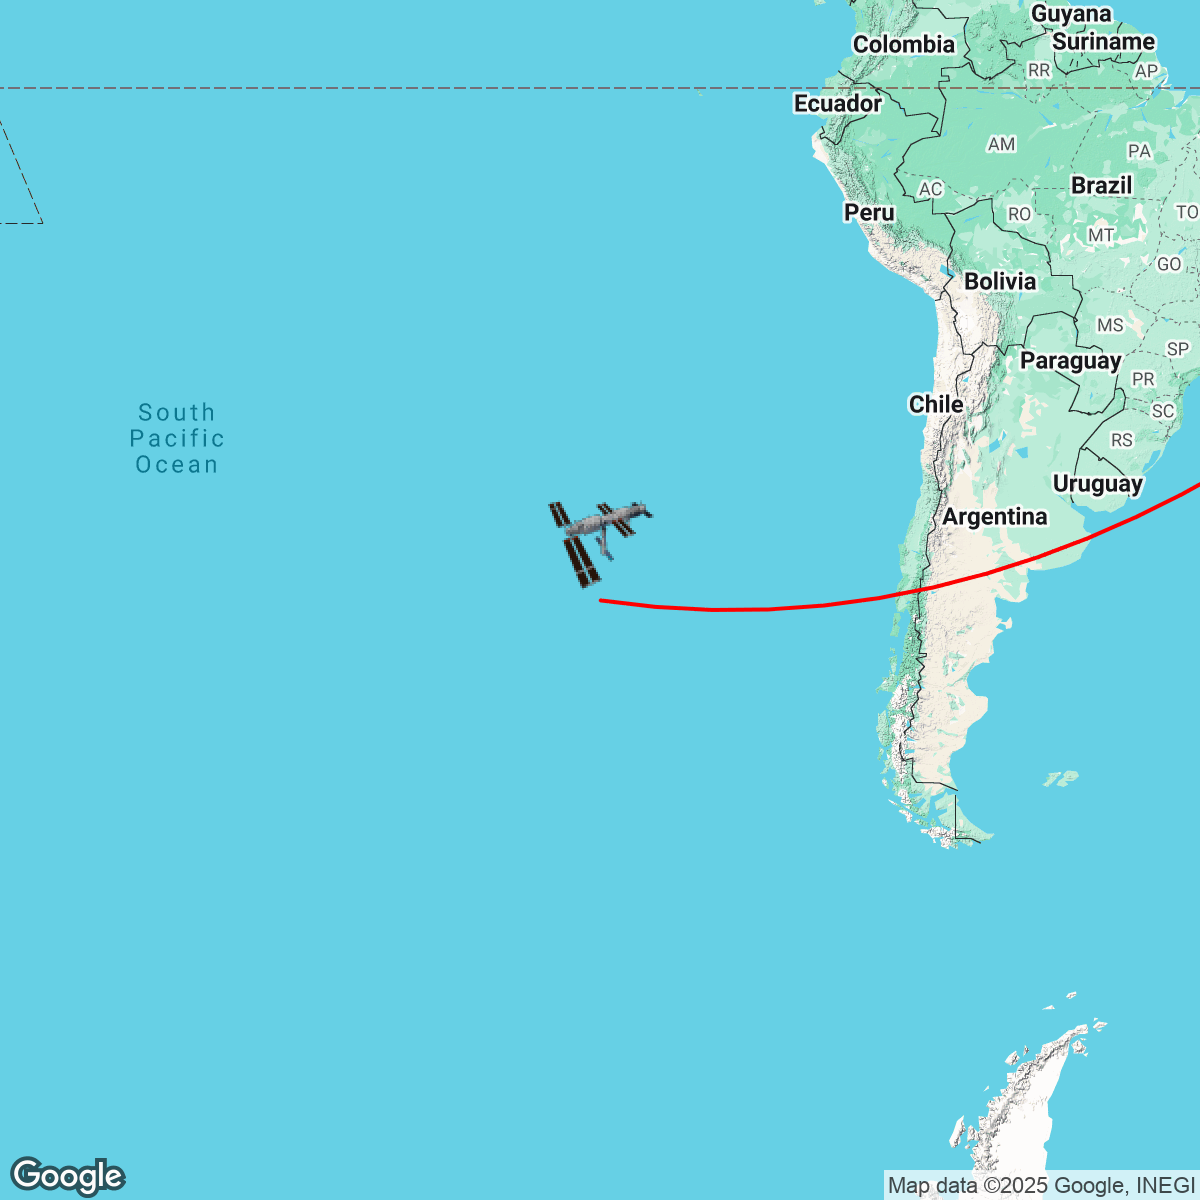 Guyana
Colombia
Suriname
RR
AP
Ecuador
AM
PA
Brazil
AC
Peru
RO
TO
MT
GO
Bolivia
MS
SP
Paraguay
PR
Chile
SC
South
Pacific
Ocean
RS
Uruguay
Argentina
Google
Map data ©2025 Google, INEGI